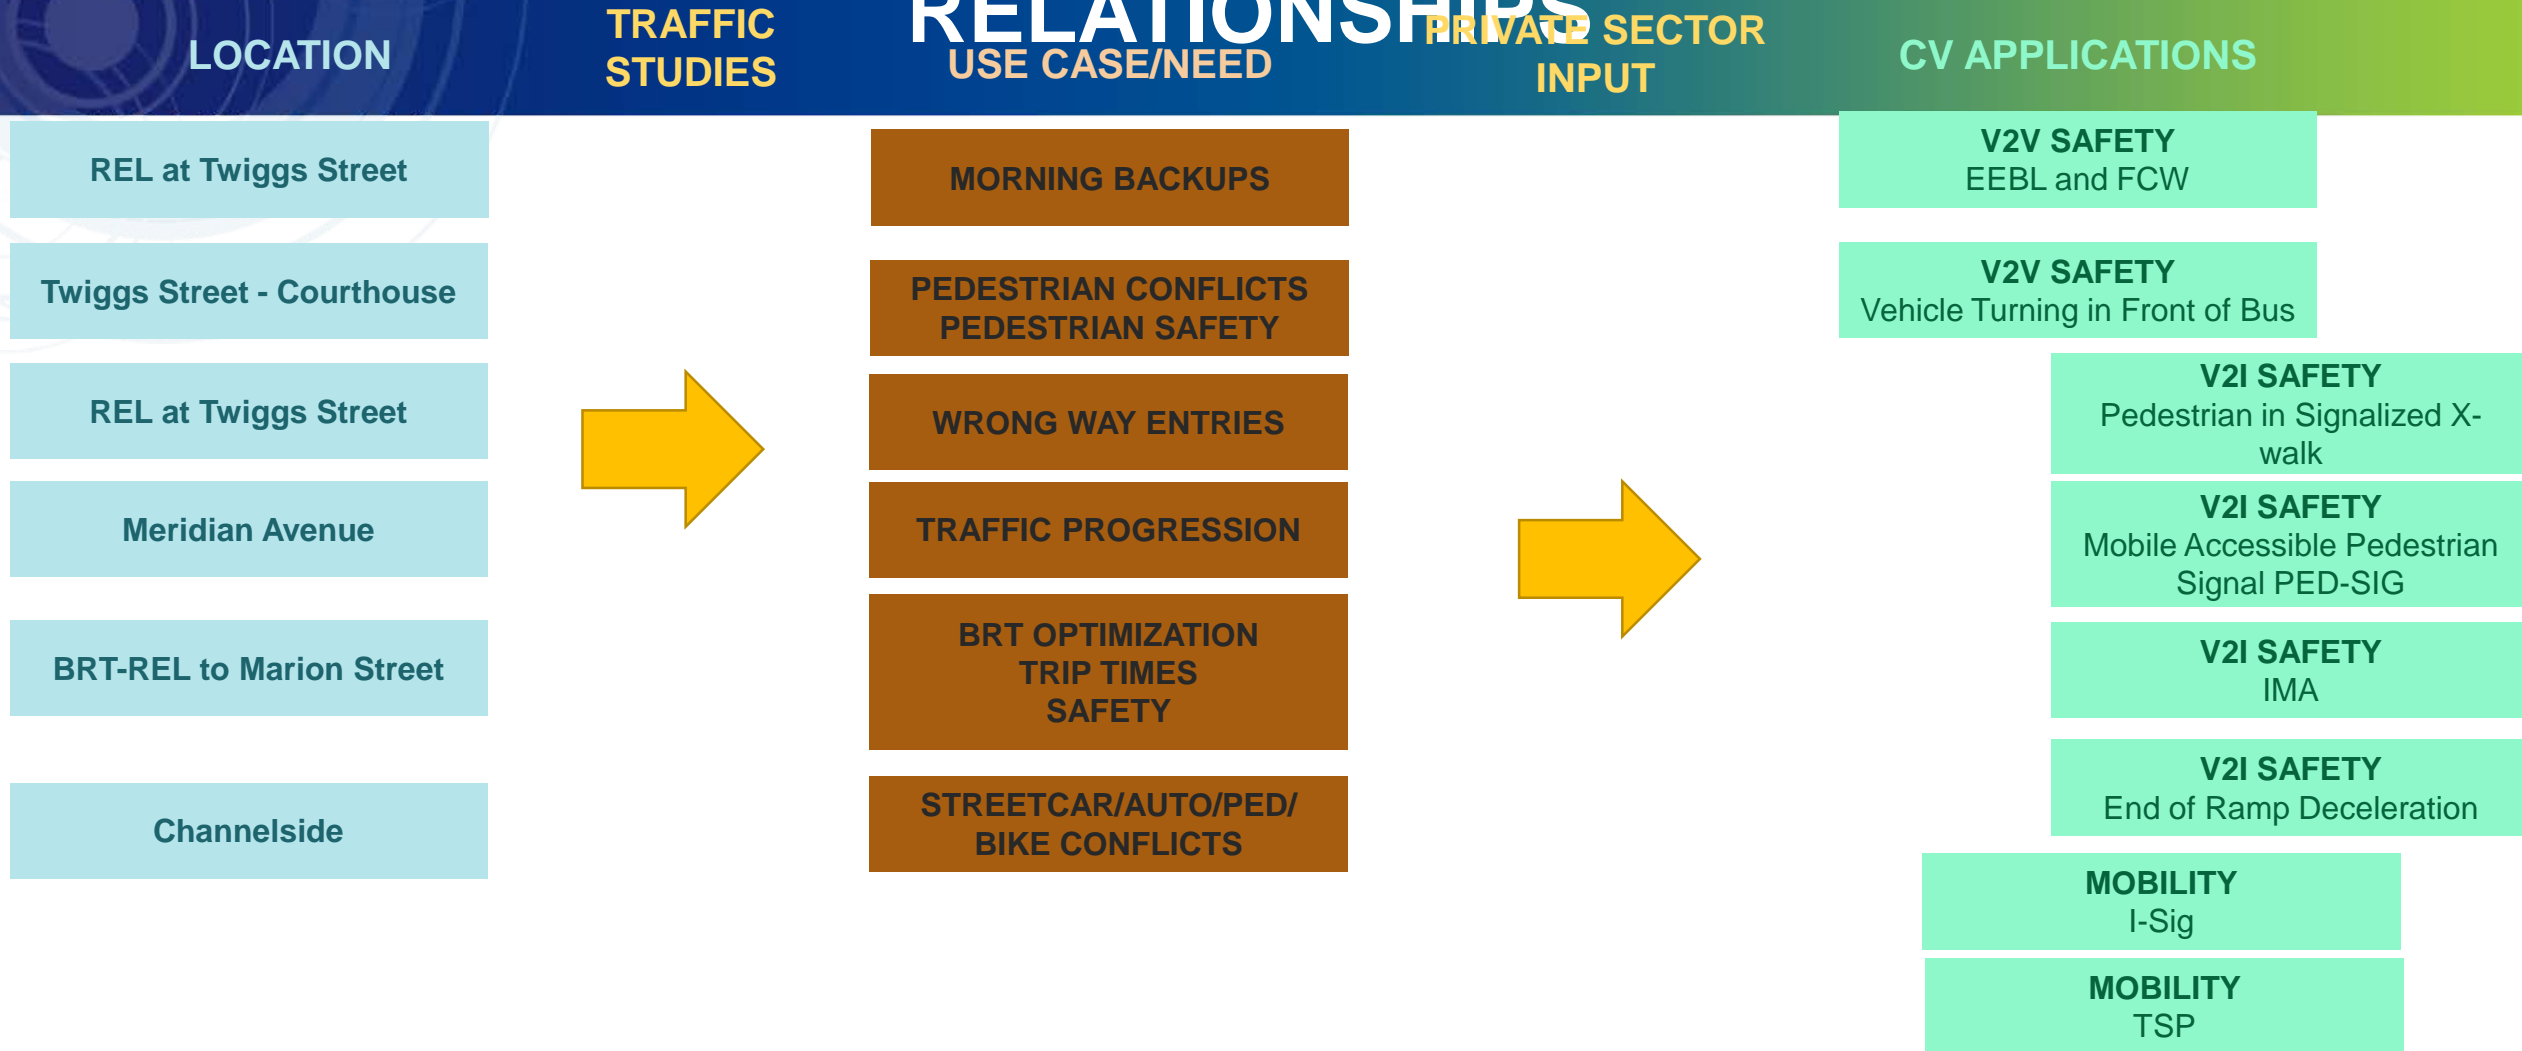 RELATIONSHIPS
LOCATION
TRAFFIC
STUDIES
USE CASE/NEED
PRIVATE SECTOR
INPUT
CV APPLICATIONS
REL at Twiggs Street
Twiggs Street - Courthouse
REL at Twiggs Street
Meridian Avenue
BRT-REL to Marion Street
Channelside
MORNING BACKUPS
PEDESTRIAN CONFLICTS
PEDESTRIAN SAFETY
WRONG WAY ENTRIES
TRAFFIC PROGRESSION
BRT OPTIMIZATION
TRIP TIMES
SAFETY
STREETCAR/AUTO/PED/
BIKE CONFLICTS
V2V SAFETY
EEBL and FCW
V2V SAFETY
Vehicle Turning in Front of Bus
V2I SAFETY
Pedestrian in Signalized X-
walk
V2I SAFETY
Mobile Accessible Pedestrian
Signal PED-SIG
V2I SAFETY
IMA
V2I SAFETY
End of Ramp Deceleration
MOBILITY
I-Sig
MOBILITY
TSP